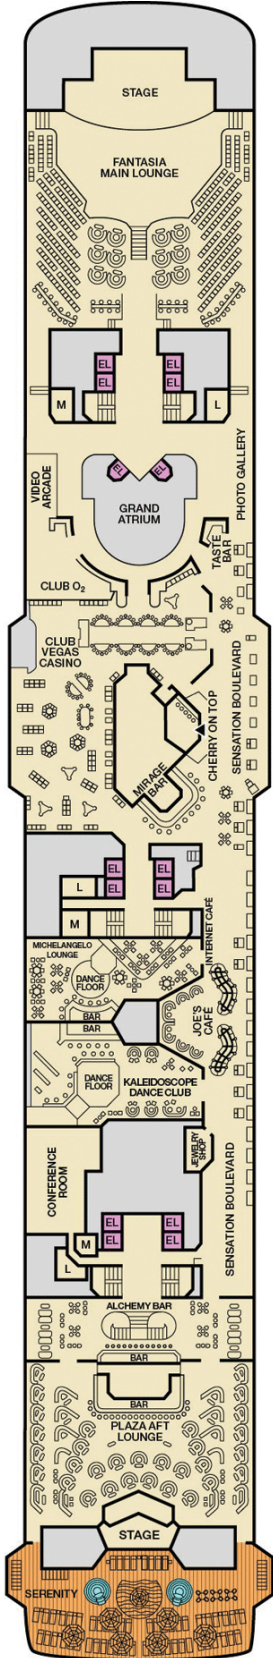 STAGE
FANTASIA
MAIN LOUNGE
EL
EL
EL
EL
M
L
EL
EL
GRAND
ATRIUM
VIDEO
ARCADE
PHOTO GALLERY
TASTE
BAR
CLUB O2
CLUB
VEGAS
CASINO
CHERRY ON TOP
SENSATION BOULEVARD
MIRAGE
BAR
EL
EL
EL
EL
L
M
INTERNET CAFÉ
MICHELANGELO
LOUNGE
DANCE
FLOOR
BAR
BAR
JOE'S
CAFÉ
DANCE
FLOOR
KALEIDOSCOPE
DANCE CLUB
CONFERENCE
ROOM
JEWELRY
SHOP
SENSATION BOULEVARD
EL
EL
EL
EL
M
L
ALCHEMY BAR
BAR
BAR
PLAZA AFT
LOUNGE
STAGE
SERENITY